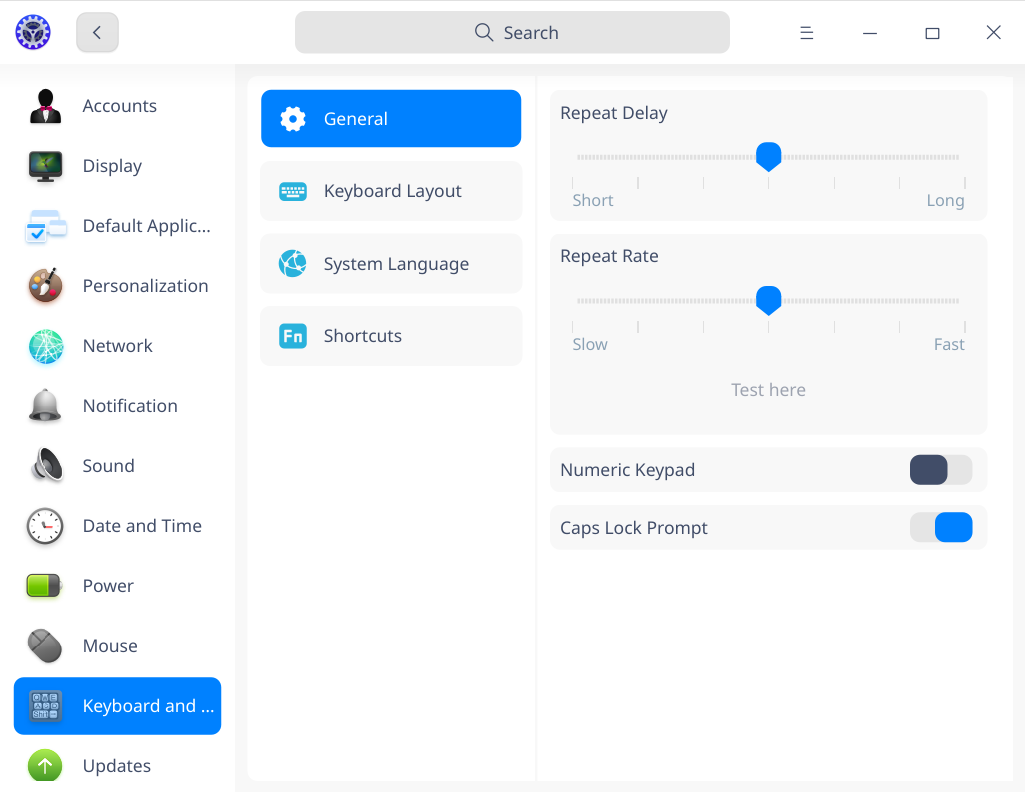 Search
Accounts
Display
Default Applic...
Personalization
Network
Notification
Sound
Date and Time
Power
Mouse
Keyboard and ...
Updates
General
Keyboard Layout
System Language
Fn Shortcuts
Repeat Delay
Short Long
Repeat Rate
Slow Fast
Test here
Numeric Keypad
Caps Lock Prompt